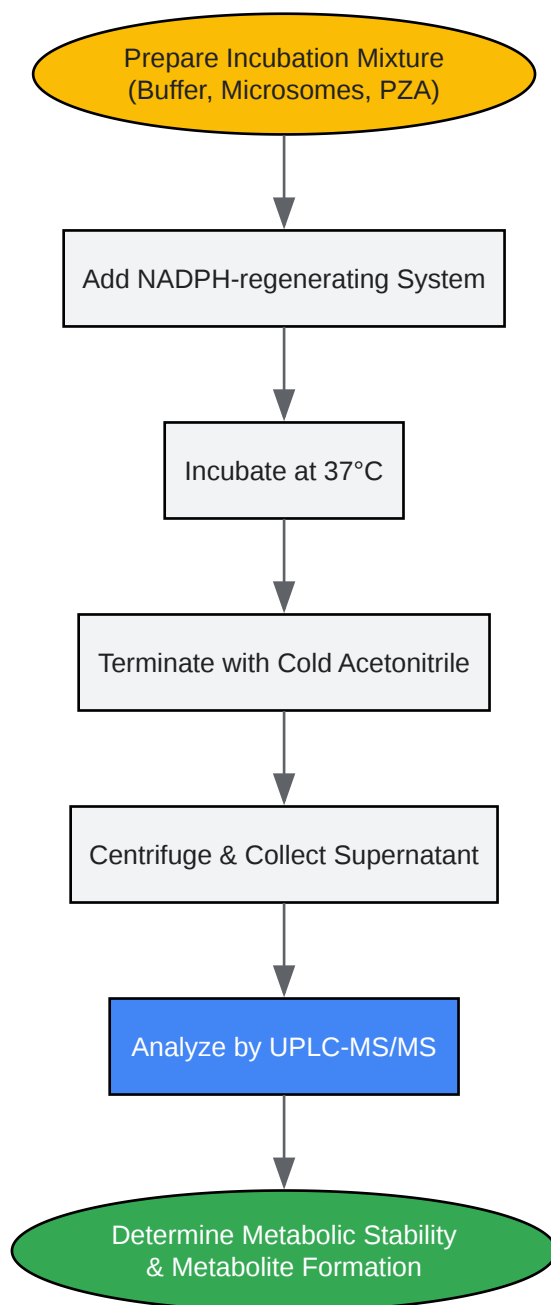 Prepare Incubation Mixture
(Buffer, Microsomes, PZA)
Add NADPH-regenerating System
Incubate at 37°C
Terminate with Cold Acetonitrile
Centrifuge & Collect Supernatant
Analyze by UPLC-MS/MS
Determine Metabolic Stability
& Metabolite Formation